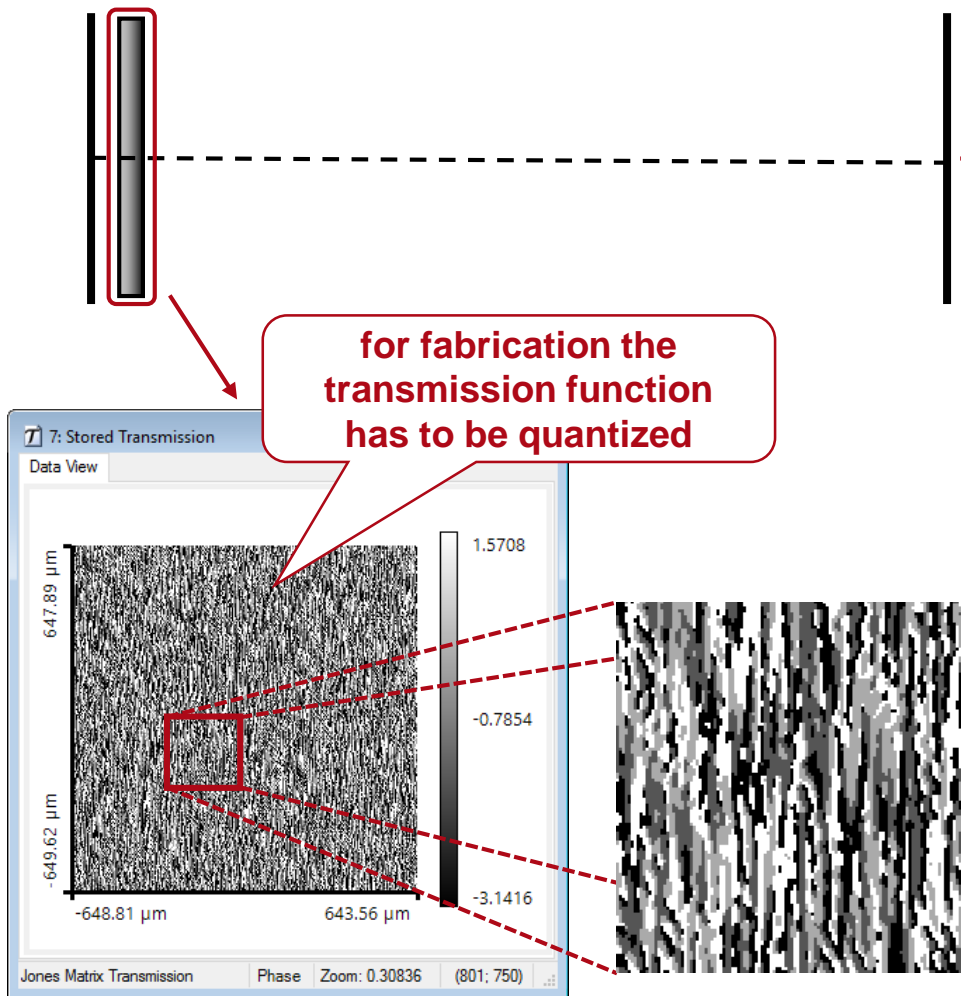 for fabrication the
transmission function
has to be quantized
7: Stored Transmission
Data View
1.5708
647.89 µm
-0.7854
-649.62 µm
-3.1416
-648.81 µm 643.56 µm
Jones Matrix Transmission Phase Zoom: 0.30836 (801; 750)